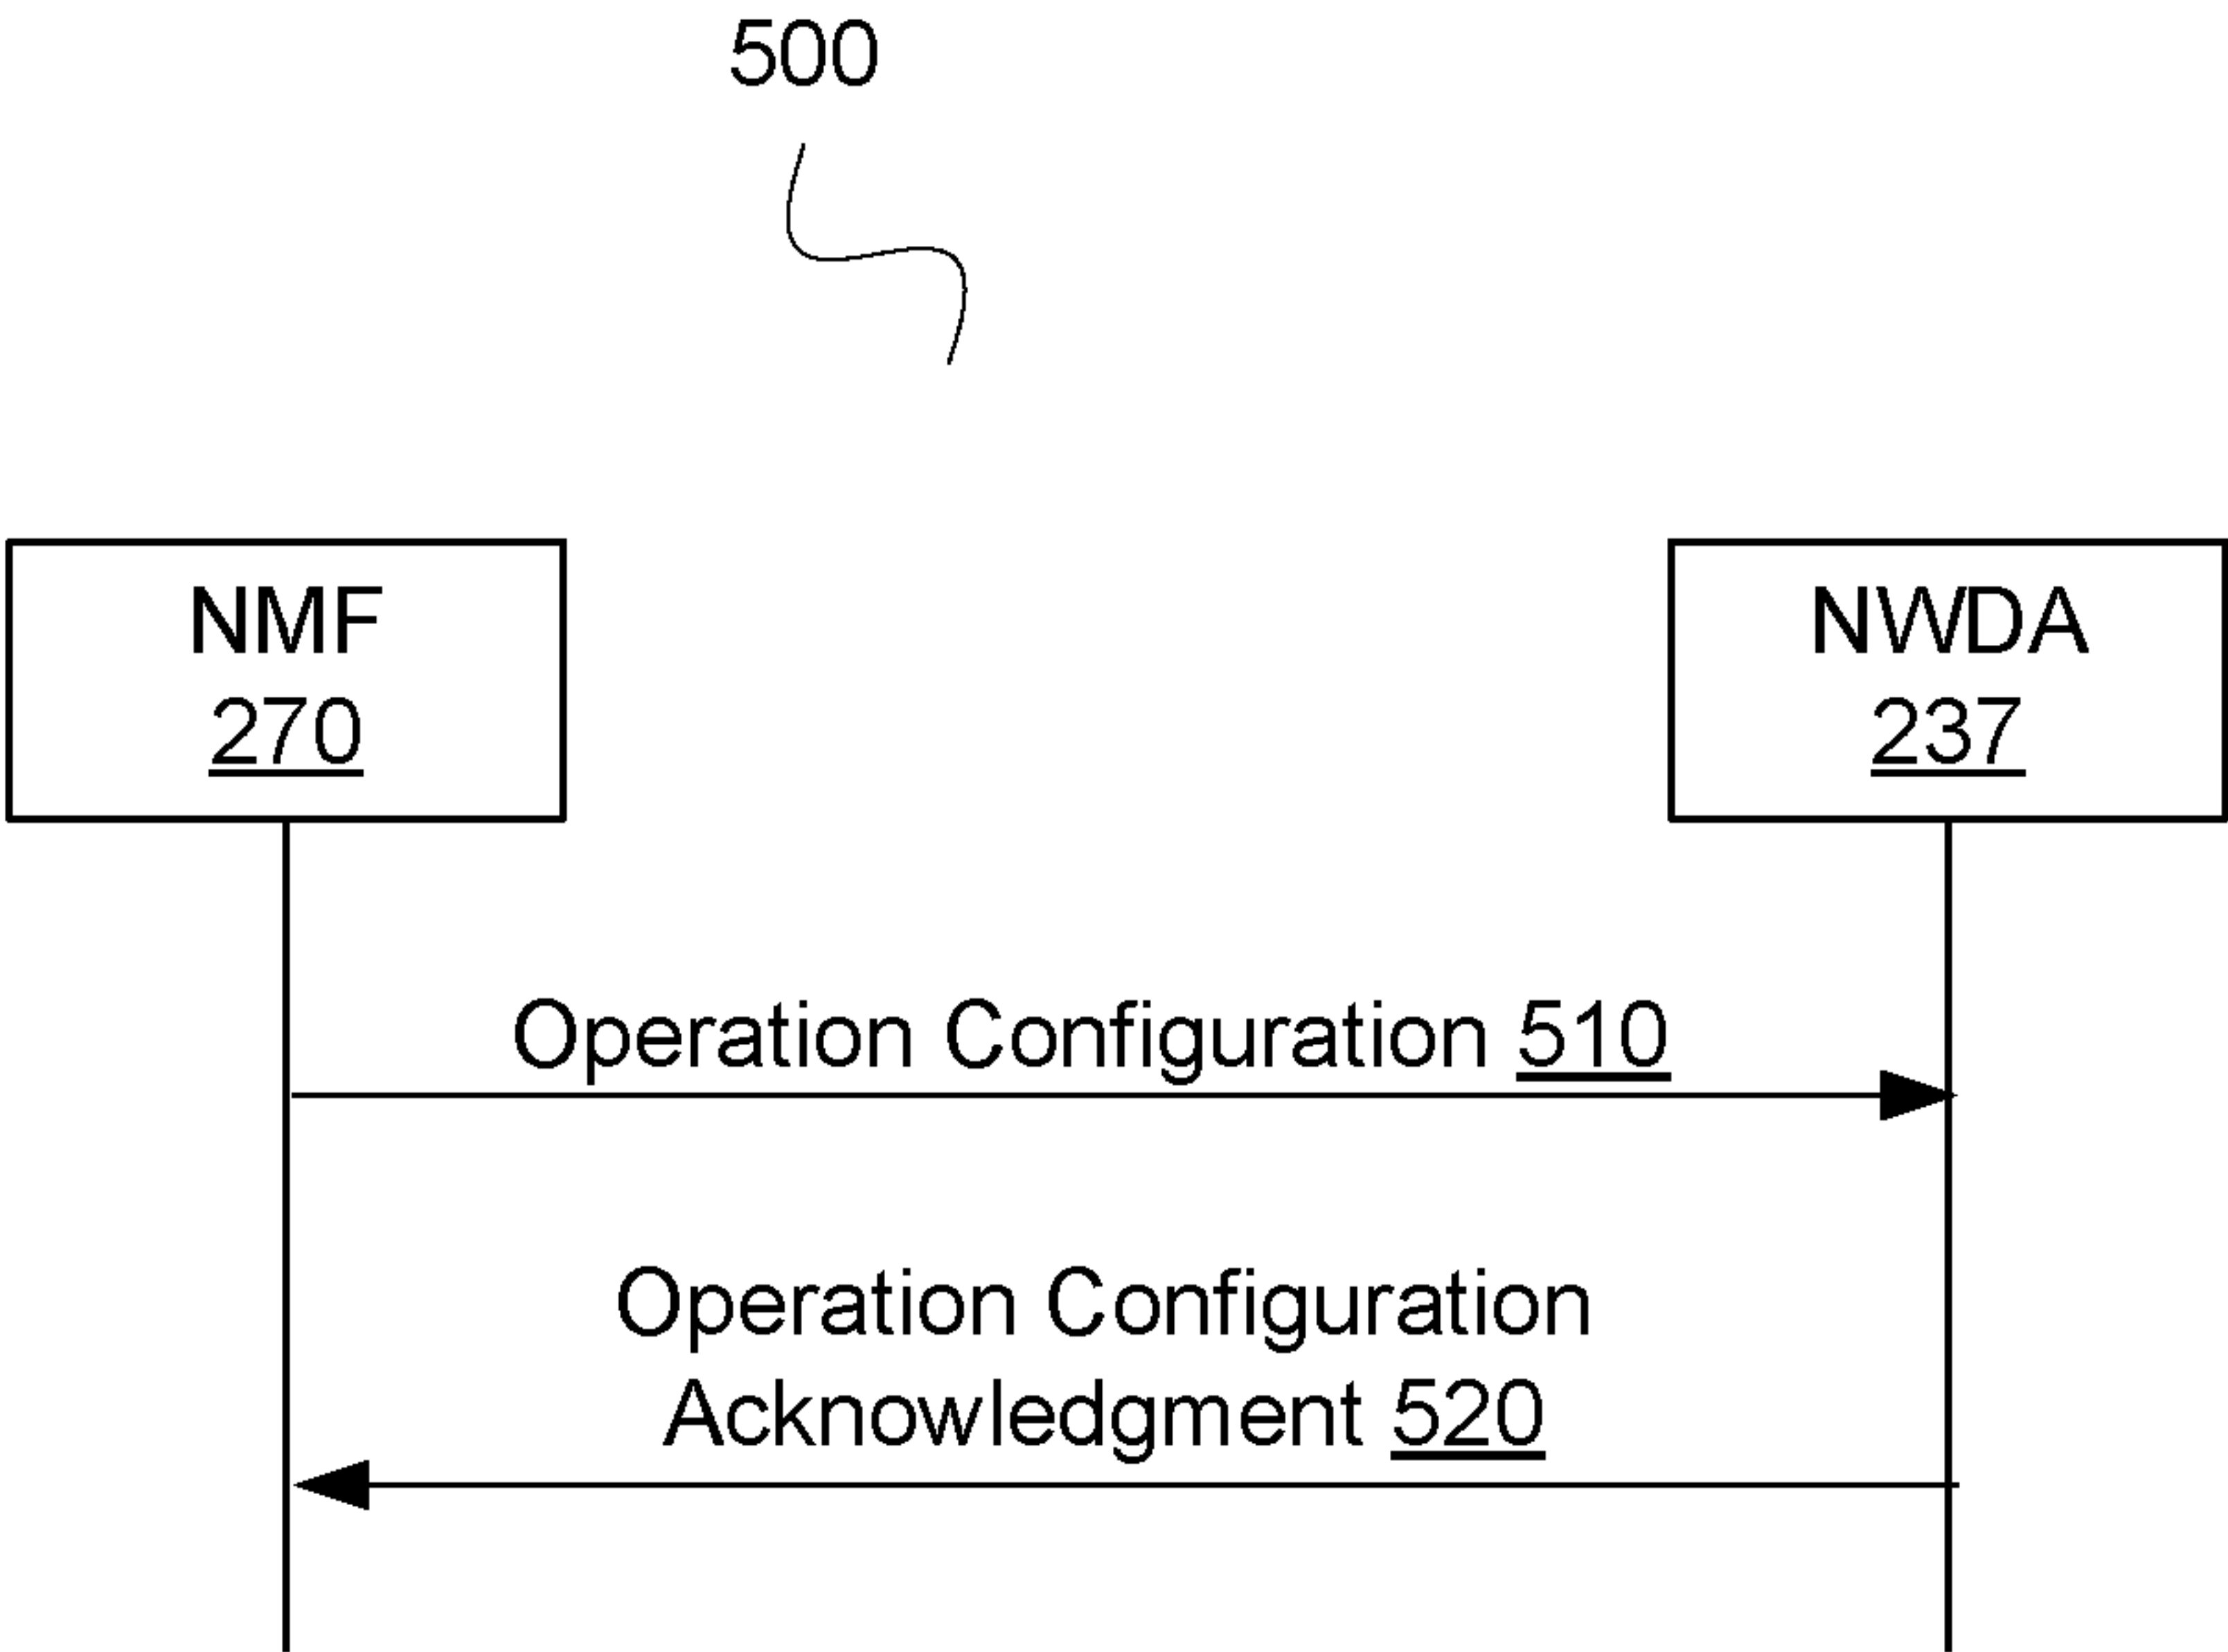 500
NMF
270
NWDA
237
Operation Configuration 510
Operation Configuration
Acknowledgment 520